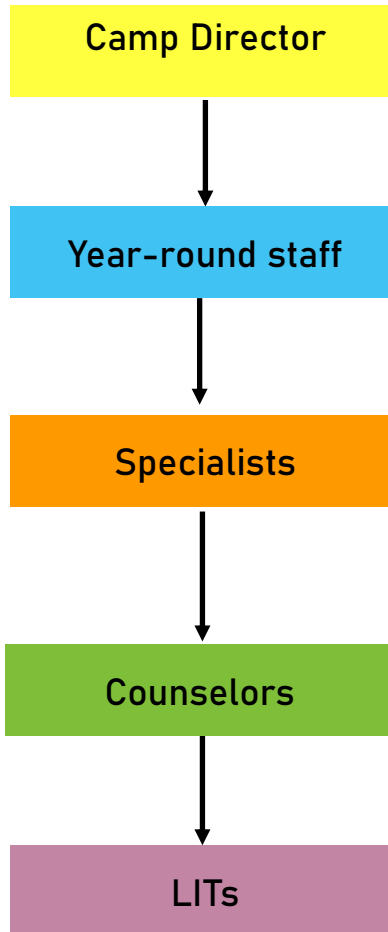 Camp Director
Year-round staff
Specialists
Counselors
LITs